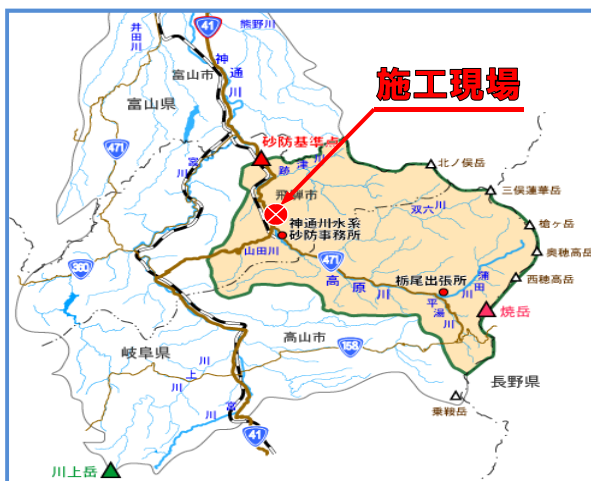 41
熊野川
井田川
神通川
富山市
施工現場
富山県
471
砂防基準点
跡津川
宮川
北ノ俣岳
飛騨市
三俣蓮華岳
双六川
神通川水系
砂防事務所
槍ヶ岳
山田川
奥穂高岳
360
471
高原川
栃尾出張所
蒲田川
西穂高岳
平湯川
焼岳
高山市
158
岐阜県
川上川
長野県
乗鞍岳
宮川
41
川上岳